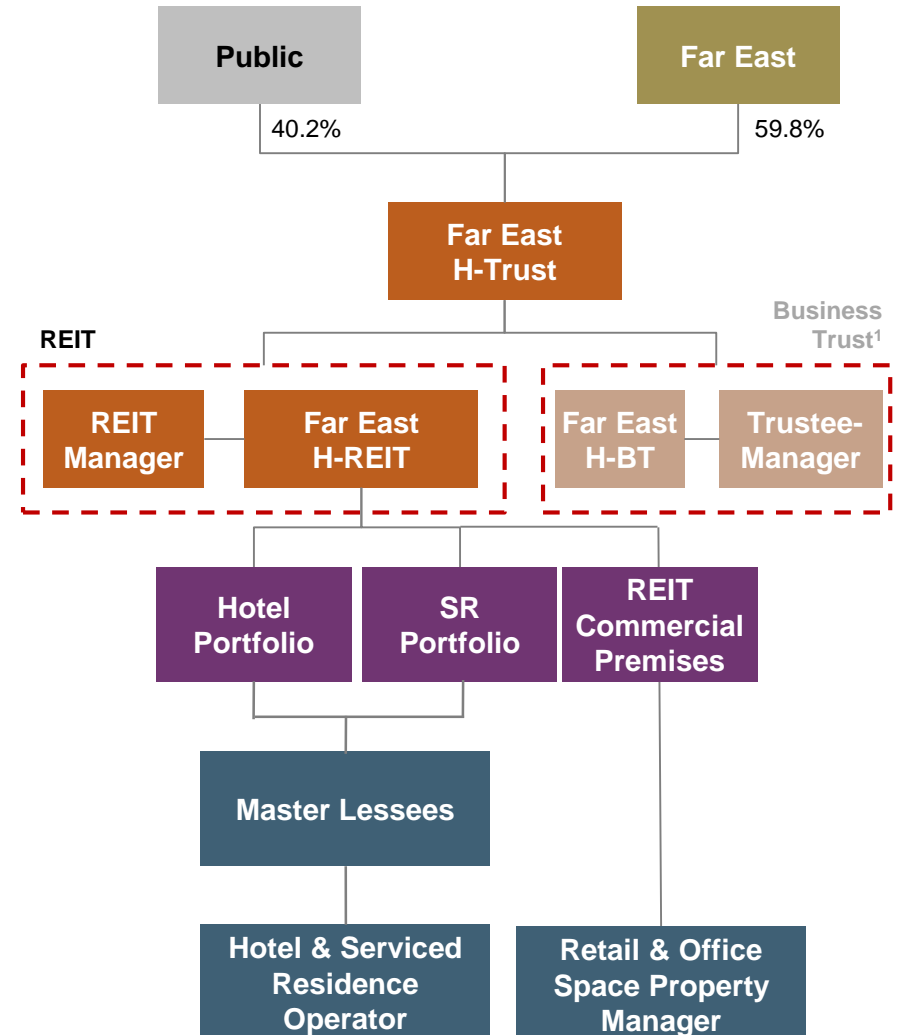 Public
Far East
40.2%
59.8%
Far East
H-Trust
REIT
Business
Trust¹
REIT
Manager
Far East
H-REIT
Far East
H-BT
Trustee-
Manager
Hotel
Portfolio
SR
Portfolio
REIT
Commercial
Premises
Master Lessees
Hotel & Serviced
Residence
Operator
Retail & Office
Space Property
Manager